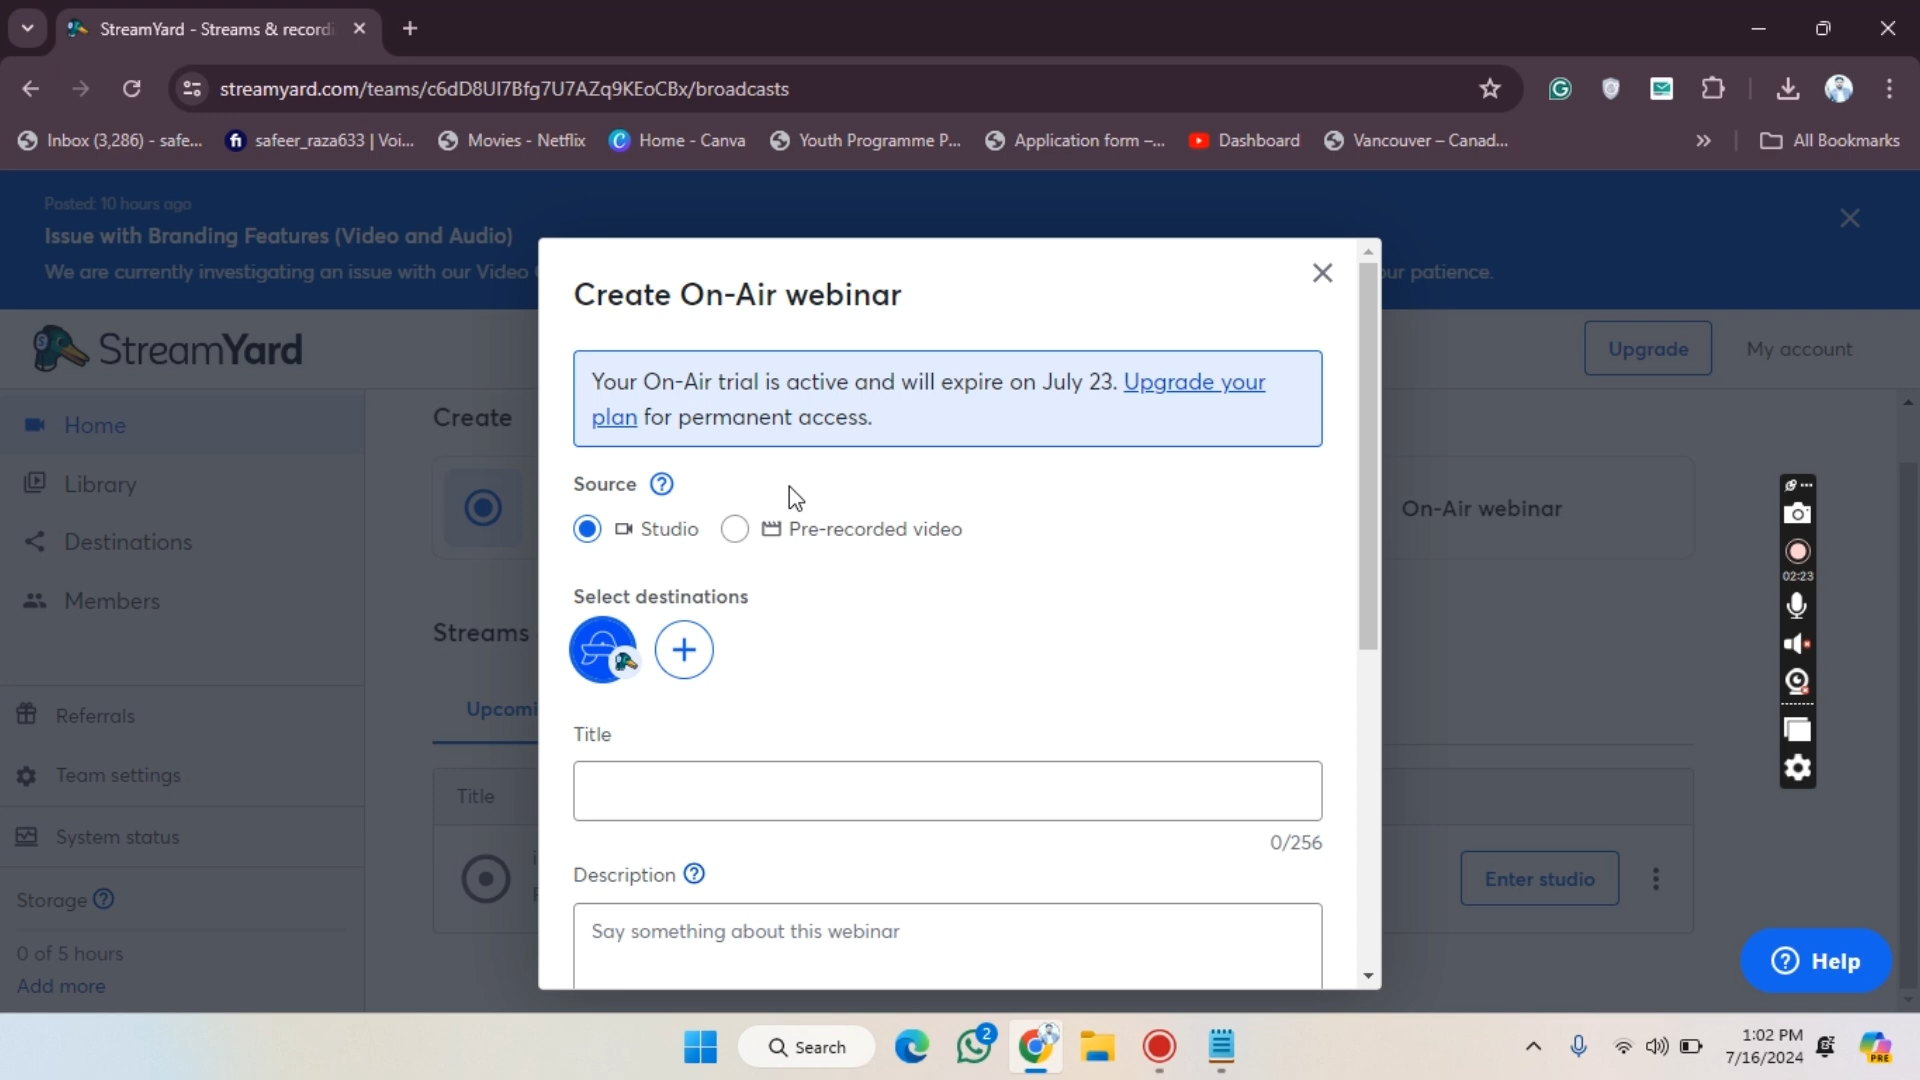 StreamYard - Streams & recordi
streamyard.com/teams/c6dD8UI7Bfg7U7AZq9KEoCBx/broadcasts
Inbox (3,286) - safe...
safeer_raza633 | Voi...
Movies - Netflix
Home - Canva
Youth Programme P...
Application form –...
Dashboard
Vancouver – Canad...
All Bookmarks
Posted: 10 hours ago
Issue with Branding Features (Video and Audio)
We are currently investigating an issue with our Video
ur patience.
StreamYard
Upgrade
My account
Home
Library
Destinations
Members
Referrals
Team settings
System status
Storage
0 of 5 hours
Add more
Create
On-Air webinar
Streams
Upcomi
Title
Enter studio
Create On-Air webinar
Your On-Air trial is active and will expire on July 23. Upgrade your
plan for permanent access.
Source
Studio
Pre-recorded video
Select destinations
Title
0/256
Description
Say something about this webinar
02:23
Help
Search
2
1:02 PM
7/16/2024
PRE